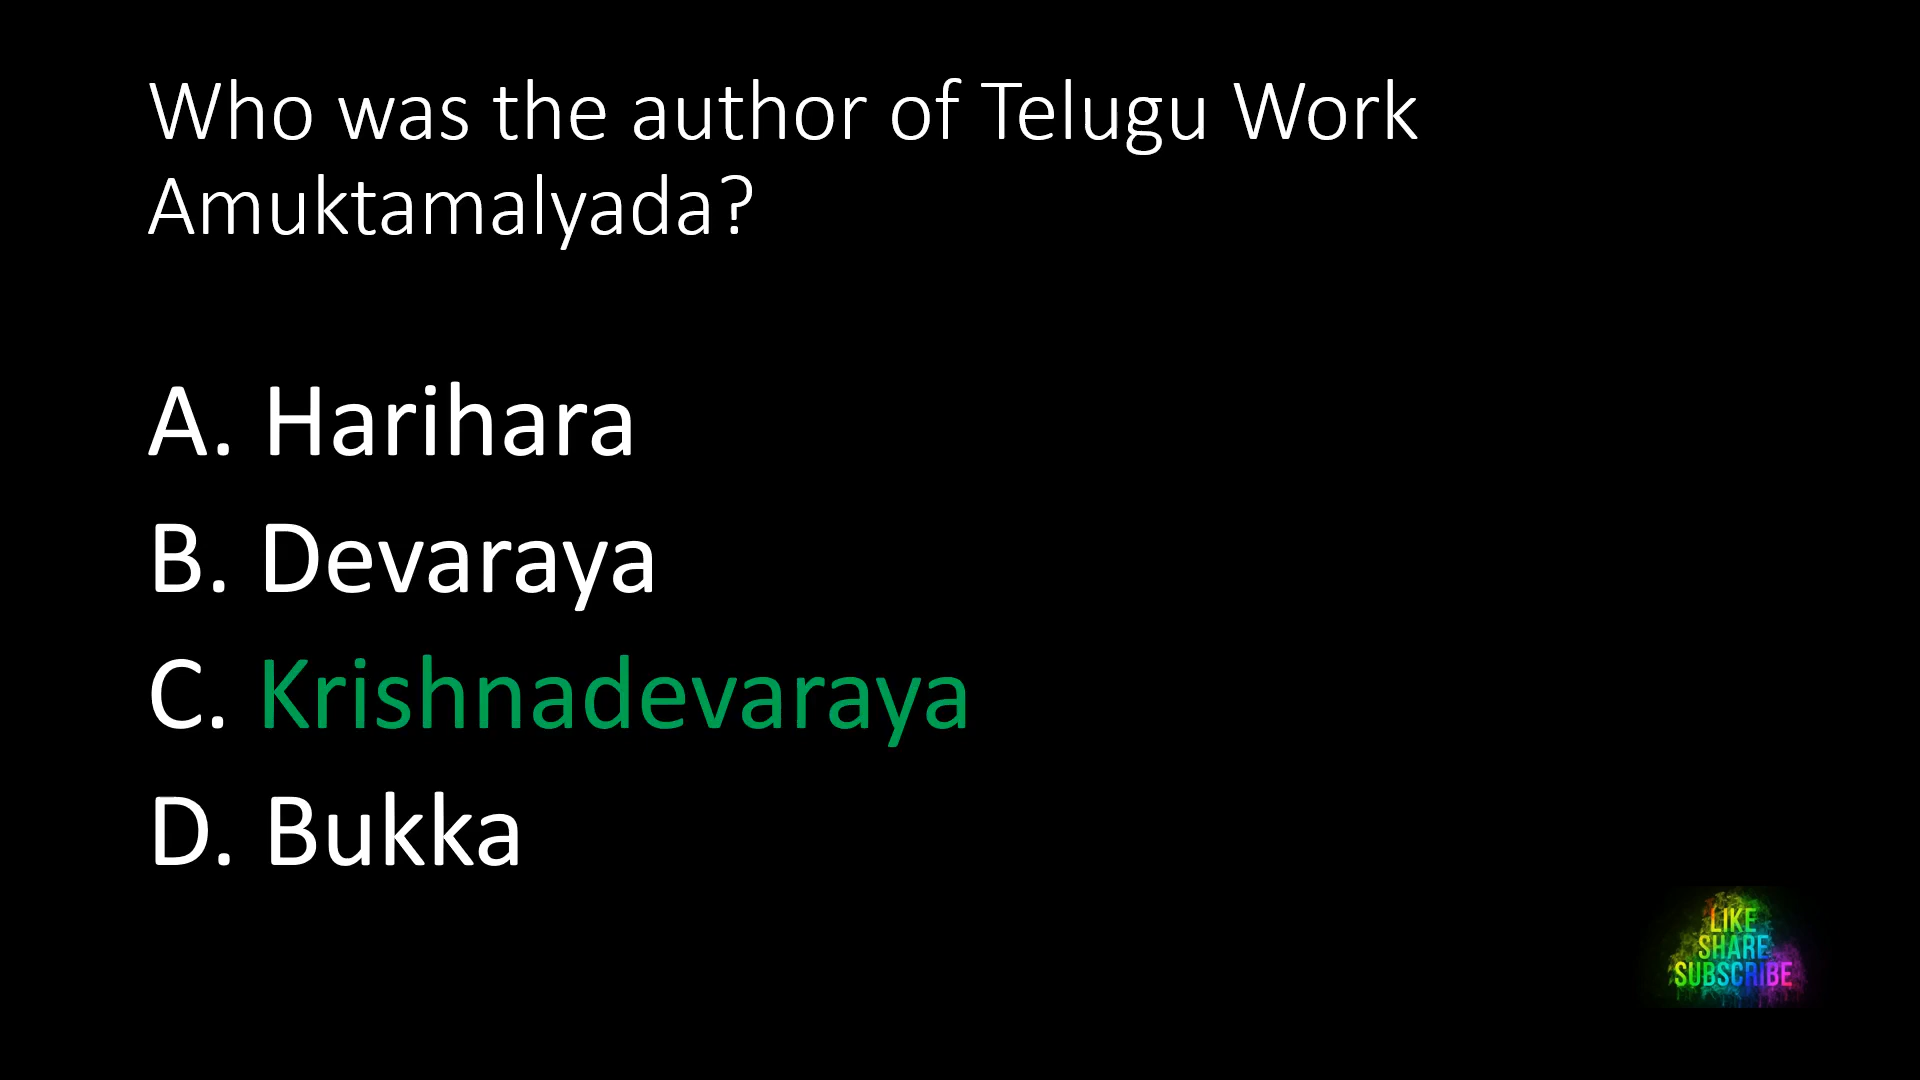 Who was the author of Telugu Work
Amuktamalyada?
A. Harihara
B. Devaraya
C. Krishnadevaraya
D. Bukka
LIKE
SHARE
SUBSCRIBE